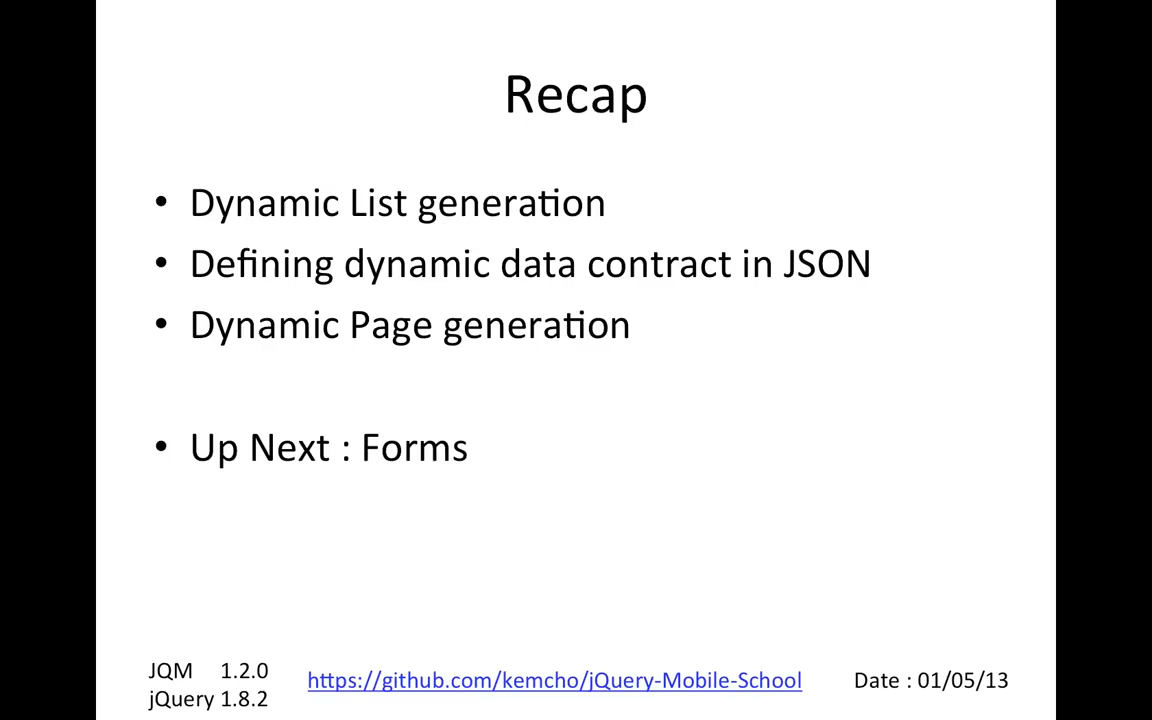 Recap
• Dynamic List generation
• Defining dynamic data contract in JSON
• Dynamic Page generation
• Up Next : Forms
JQM 1.2.0
jQuery 1.8.2
https://github.com/kemcho/jQuery-Mobile-School
Date : 01/05/13